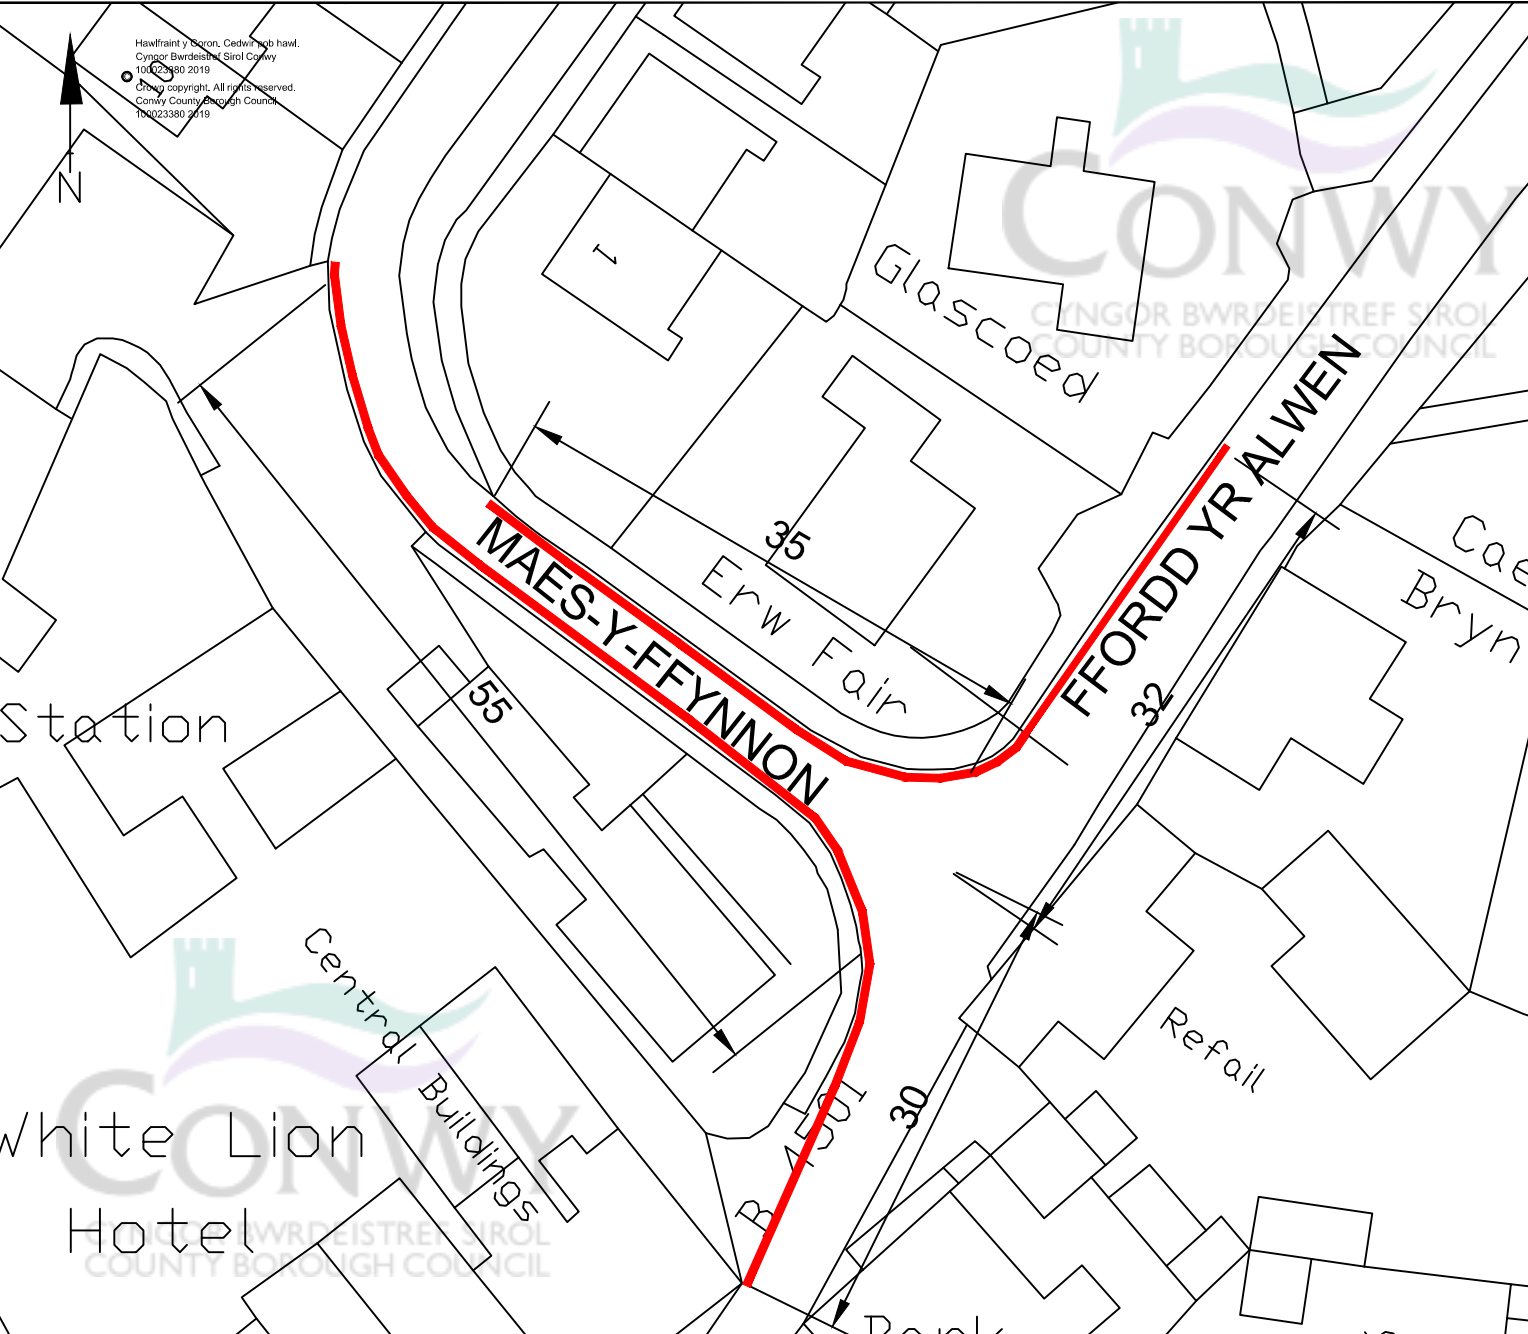 Hawlfraint y Goron. Cedwir pob hawl.
Cyngor Bwrdeistref Sirol Conwy
100023380 2019
Crown copyright. All rights reserved.
Conwy County Borough Council
100023380 2019
10
N
CONWY
CYNGOR BWRDEISTREF SIROL
COUNTY BOROUGH COUNCIL
1
Glascoed
FFORDD YR ALWEN
35
Erw Fair
MAES-Y-FFYNNON
Bryn
55
32
Station
Central Buildings
Refail
30
B 4501
White Lion
Hotel
CONWY
CYNGOR BWRDEISTREF SIROL
COUNTY BOROUGH COUNCIL